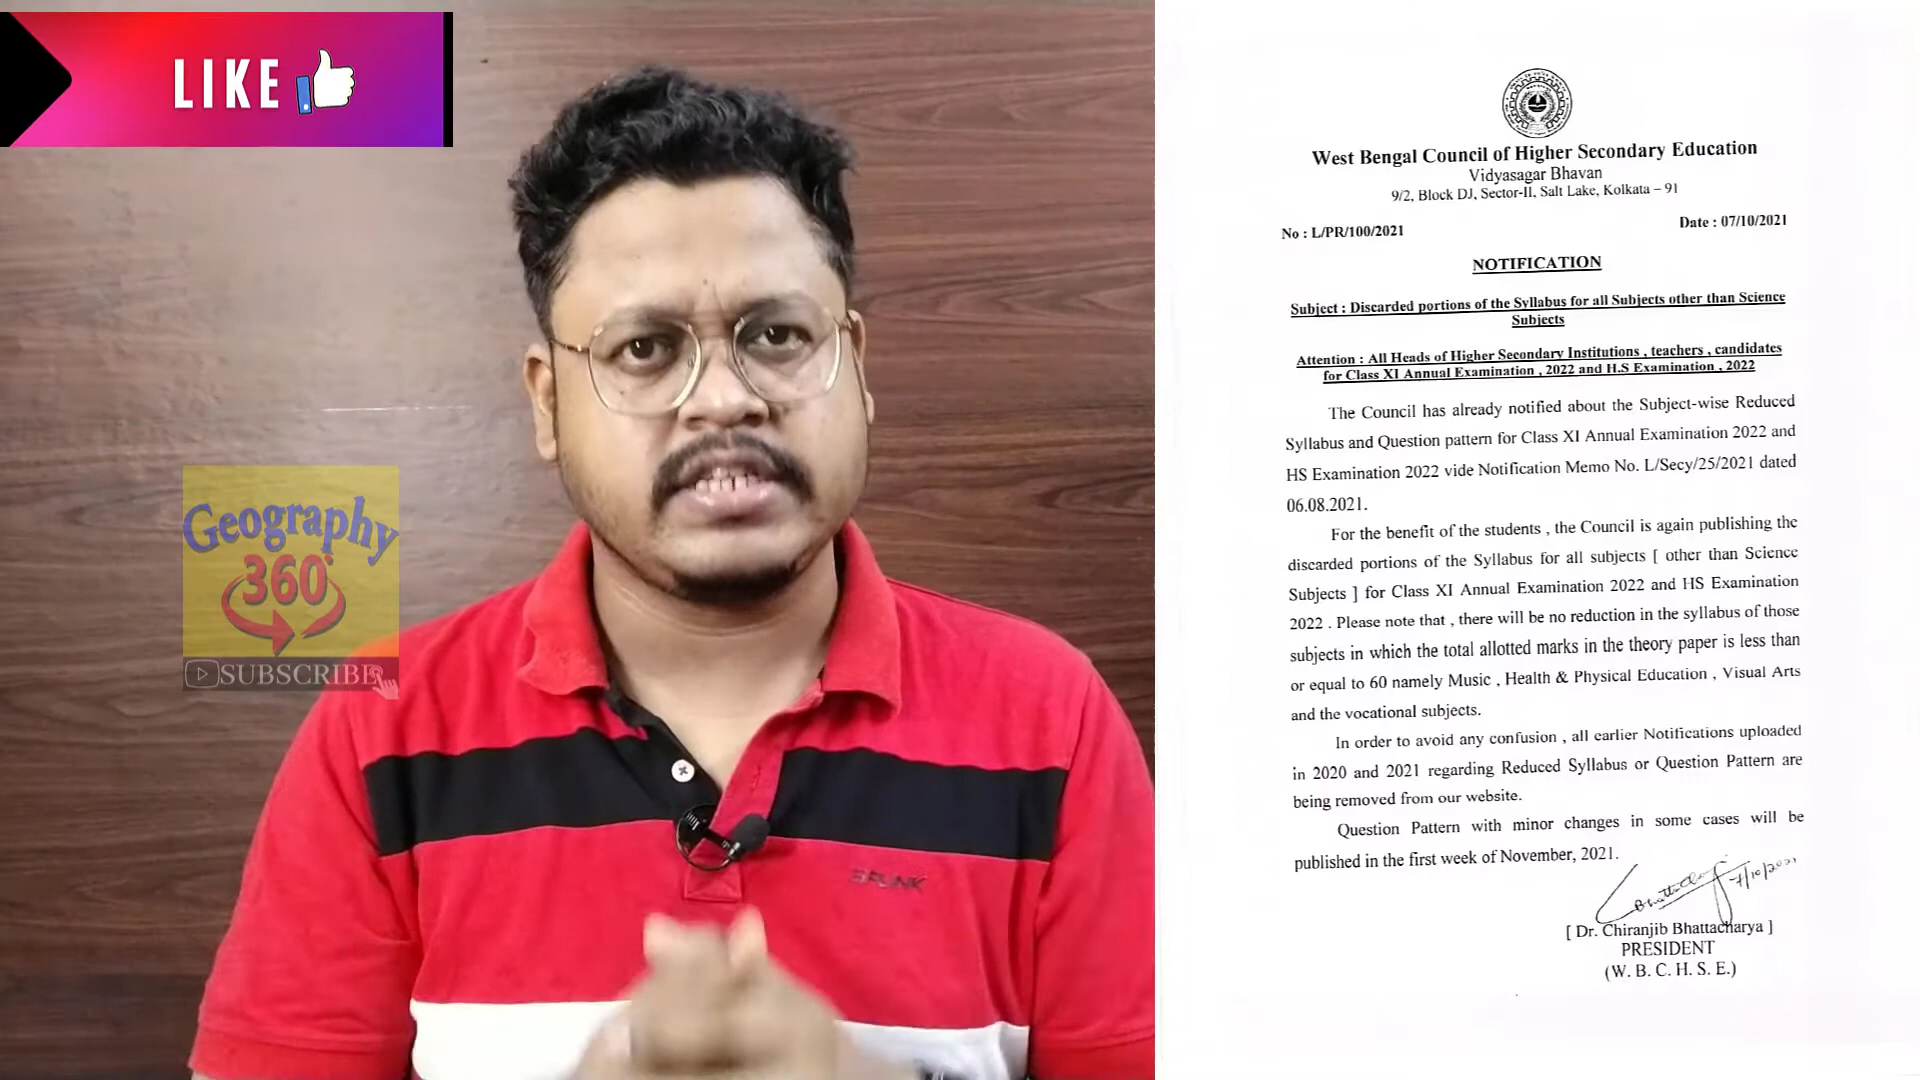 LIKE
Geography
360°
SUBSCRIBE
SPUNK
West Bengal Council of Higher Secondary Education
Vidyasagar Bhavan
9/2, Block DJ, Sector-II, Salt Lake, Kolkata – 91
No : L/PR/100/2021
Date : 07/10/2021
NOTIFICATION
Subject : Discarded portions of the Syllabus for all Subjects other than Science
Subjects
Attention : All Heads of Higher Secondary Institutions , teachers , candidates
for Class XI Annual Examination , 2022 and H.S Examination , 2022
The Council has already notified about the Subject-wise Reduced
Syllabus and Question pattern for Class XI Annual Examination 2022 and
HS Examination 2022 vide Notification Memo No. L/Secy/25/2021 dated
06.08.2021.
For the benefit of the students , the Council is again publishing the
discarded portions of the Syllabus for all subjects [ other than Science
Subjects ] for Class XI Annual Examination 2022 and HS Examination
2022 . Please note that , there will be no reduction in the syllabus of those
subjects in which the total allotted marks in the theory paper is less than
or equal to 60 namely Music , Health & Physical Education , Visual Arts
and the vocational subjects.
In order to avoid any confusion , all earlier Notifications uploaded
in 2020 and 2021 regarding Reduced Syllabus or Question Pattern are
being removed from our website.
Question Pattern with minor changes in some cases will be
published in the first week of November, 2021.
7/10/2021
[ Dr. Chiranjib Bhattacharya ]
PRESIDENT
(W. B. C. H. S. E.)